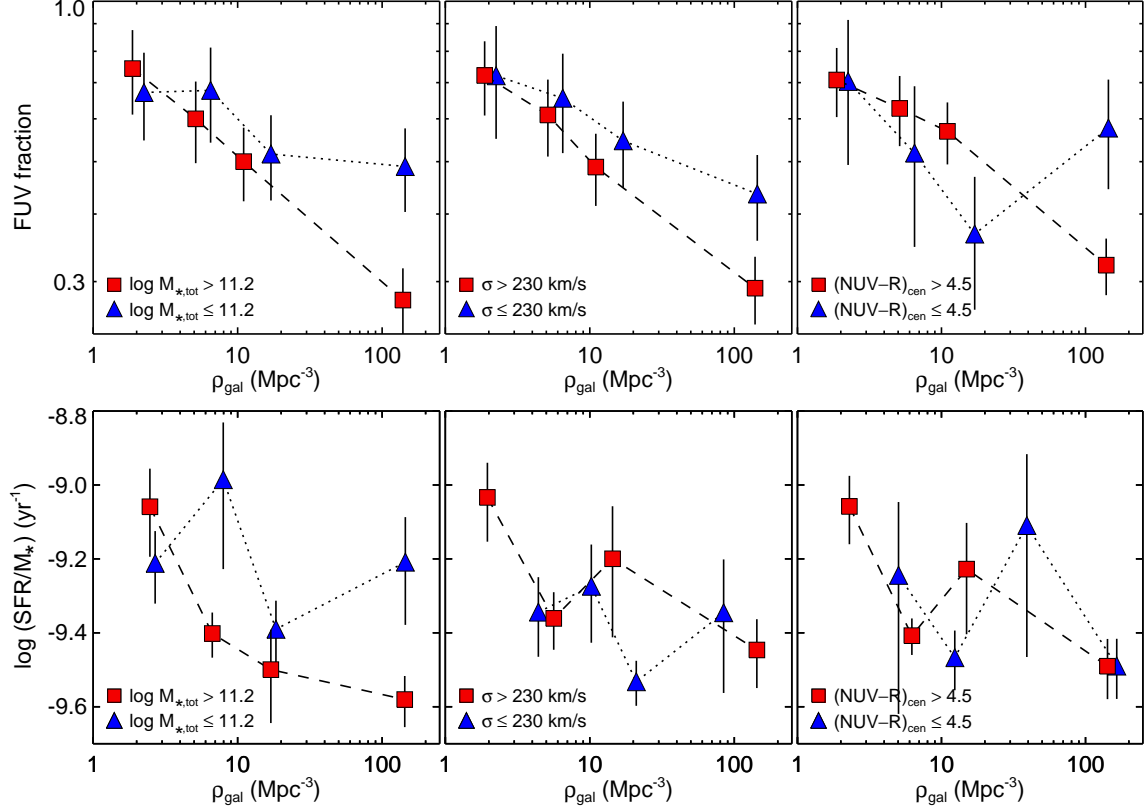 1.0
0.3
FUV fraction
log M★,tot > 11.2
log M★,tot ≤ 11.2
σ > 230 km/s
σ ≤ 230 km/s
(NUV−R)cen > 4.5
(NUV−R)cen ≤ 4.5
1 10 100
1 10 100
1 10 100
ρgal (Mpc-3)
ρgal (Mpc-3)
ρgal (Mpc-3)
-8.8
-9.0
-9.2
-9.4
-9.6
log (SFR/M★) (yr-1)
log M★,tot > 11.2
log M★,tot ≤ 11.2
σ > 230 km/s
σ ≤ 230 km/s
(NUV−R)cen > 4.5
(NUV−R)cen ≤ 4.5
1 10 100
1 10 100
1 10 100
ρgal (Mpc-3)
ρgal (Mpc-3)
ρgal (Mpc-3)